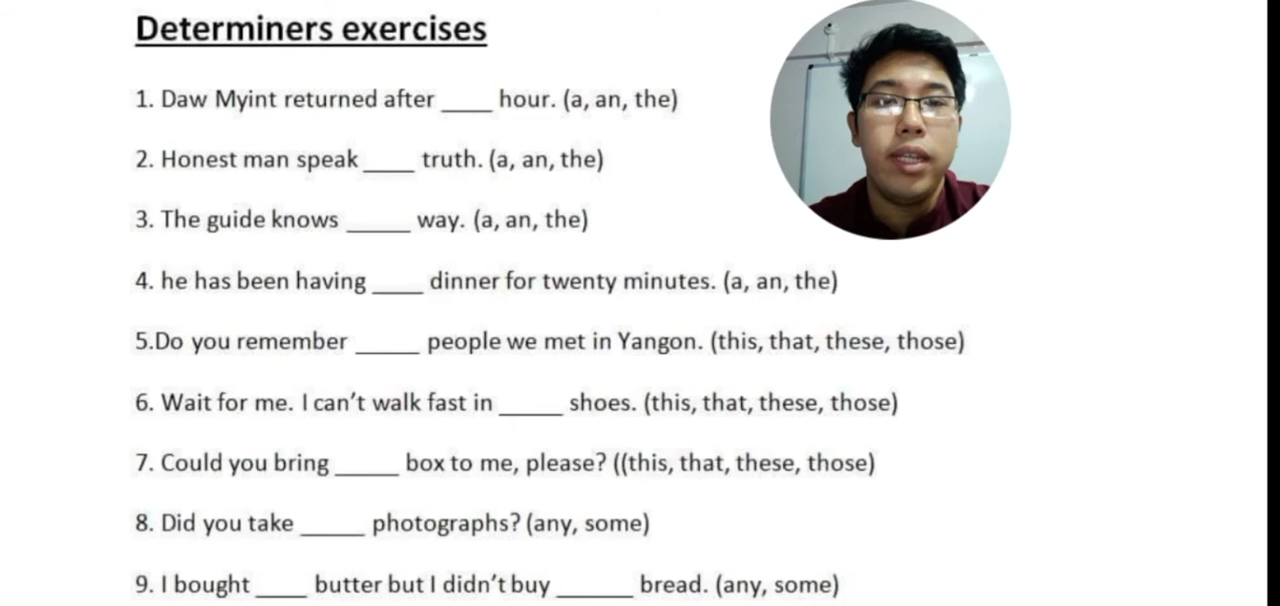 Determiners exercises
1. Daw Myint returned after ____ hour. (a, an, the)
2. Honest man speak ____ truth. (a, an, the)
3. The guide knows _____ way. (a, an, the)
4. he has been having ____ dinner for twenty minutes. (a, an, the)
5.Do you remember _____ people we met in Yangon. (this, that, these, those)
6. Wait for me. I can’t walk fast in _____ shoes. (this, that, these, those)
7. Could you bring _____ box to me, please? ((this, that, these, those)
8. Did you take _____ photographs? (any, some)
9. I bought ____ butter but I didn’t buy ______ bread. (any, some)